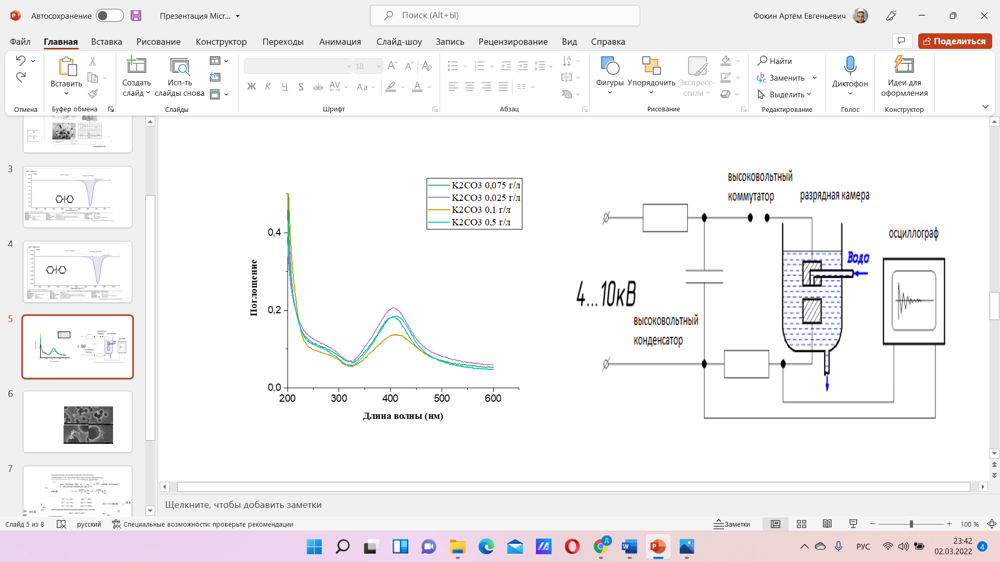 Автосохранение
Презентация Micr...
Поиск (Alt+Ы)
Фокин Артём Евгеньевич
Файл Главная Вставка Рисование Конструктор Переходы Анимация Слайд-шоу Запись Рецензирование Вид Справка
Поделиться
Вставить
Создать слайд
Исп-ть слайды снова
18
Ж К Ч S ab AV Aa A
Фигуры Упорядочить Экспресс-стили
Найти
Заменить
Выделить
Диктофон
Идеи для оформления
Отмена Буфер обмена Слайды Шрифт Абзац Рисование Редактирование Голос Конструктор
3
4
5
6
7
K2CO3 0,075 г/л
K2CO3 0,025 г/л
K2CO3 0,1 г/л
K2CO3 0,5 г/л
0,4
0,2
0,0
200 300 400 500 600
Поглощение
Длина волны (нм)
высоковольтный
коммутатор
разрядная камера
осциллограф
Вода
4...10кВ
высоковольтный
конденсатор
Щелкните, чтобы добавить заметки
Слайд 5 из 8 русский Специальные возможности: проверьте рекомендации Заметки 100 %
РУС
23:42
02.03.2022
4